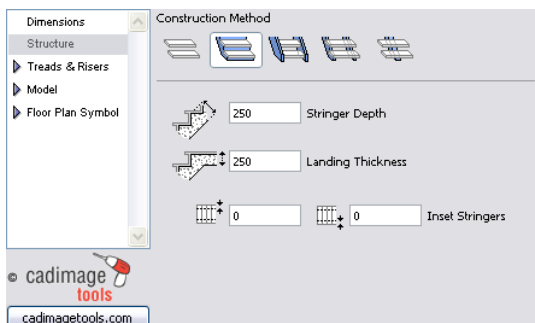 Dimensions
Structure
Treads & Risers
Model
Floor Plan Symbol
Construction Method
250 Stringer Depth
250 Landing Thickness
0 0 Inset Stringers
© cadimage
tools
cadimagetools.com